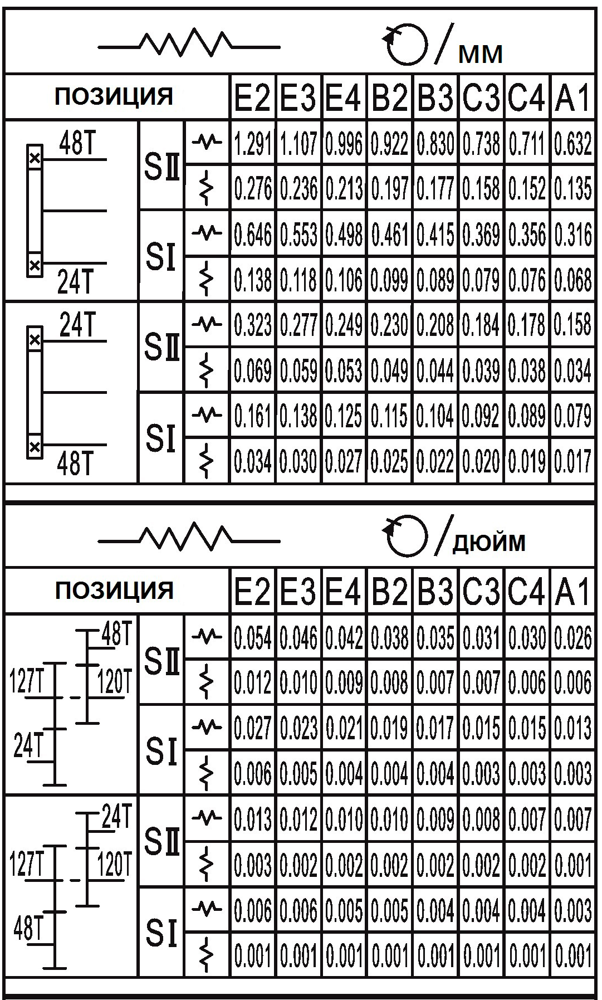 / мм
ПОЗИЦИЯ E2 E3 E4 B2 B3 C3 C4 A1
48T
24T
SⅡ 1.291 1.107 0.996 0.922 0.830 0.738 0.711 0.632
0.276 0.236 0.213 0.197 0.177 0.158 0.152 0.135
SⅠ 0.646 0.553 0.498 0.461 0.415 0.369 0.356 0.316
0.138 0.118 0.106 0.099 0.089 0.079 0.076 0.068
24T
48T
SⅡ 0.323 0.277 0.249 0.230 0.208 0.184 0.178 0.158
0.069 0.059 0.053 0.049 0.044 0.039 0.038 0.034
SⅠ 0.161 0.138 0.125 0.115 0.104 0.092 0.089 0.079
0.034 0.030 0.027 0.025 0.022 0.020 0.019 0.017
/ ДЮЙМ
ПОЗИЦИЯ E2 E3 E4 B2 B3 C3 C4 A1
48T
127T 120T
24T
SⅡ 0.054 0.046 0.042 0.038 0.035 0.031 0.030 0.026
0.012 0.010 0.009 0.008 0.007 0.007 0.006 0.006
SⅠ 0.027 0.023 0.021 0.019 0.017 0.015 0.015 0.013
0.006 0.005 0.004 0.004 0.004 0.003 0.003 0.003
24T
127T 120T
48T
SⅡ 0.013 0.012 0.010 0.010 0.009 0.008 0.007 0.007
0.003 0.002 0.002 0.002 0.002 0.002 0.002 0.001
SⅠ 0.006 0.006 0.005 0.005 0.004 0.004 0.004 0.003
0.001 0.001 0.001 0.001 0.001 0.001 0.001 0.001